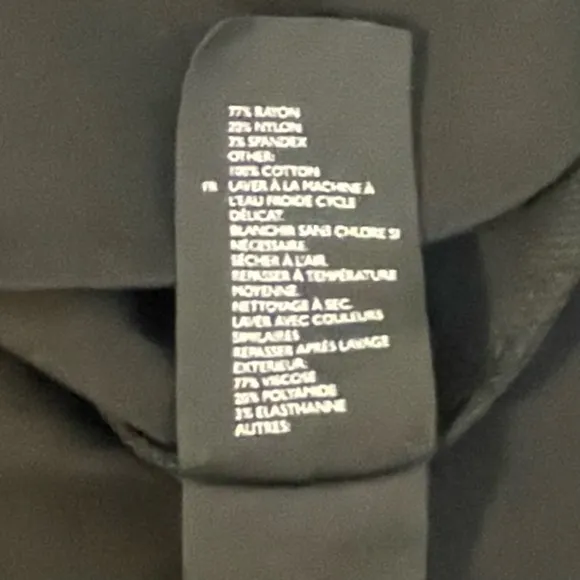 77% RAYON
20% NYLON
3% SPANDEX
OTHER:
100% COTTON
FR LAVER À LA MACHINE À
L'EAU FROIDE CYCLE
DÉLICAT.
BLANCHIR SANS CHLORE SI
NÉCESSAIRE.
SÉCHER À L'AIR.
REPASSER À TEMPÉRATURE
MOYENNE.
NETTOYAGE À SEC.
LAVER AVEC COULEURS
SIMILAIRES
REPASSER APRÈS LAVAGE
EXTERIEUR:
77% VISCOSE
20% POLYAMIDE
3% ELASTHANNE
AUTRES: